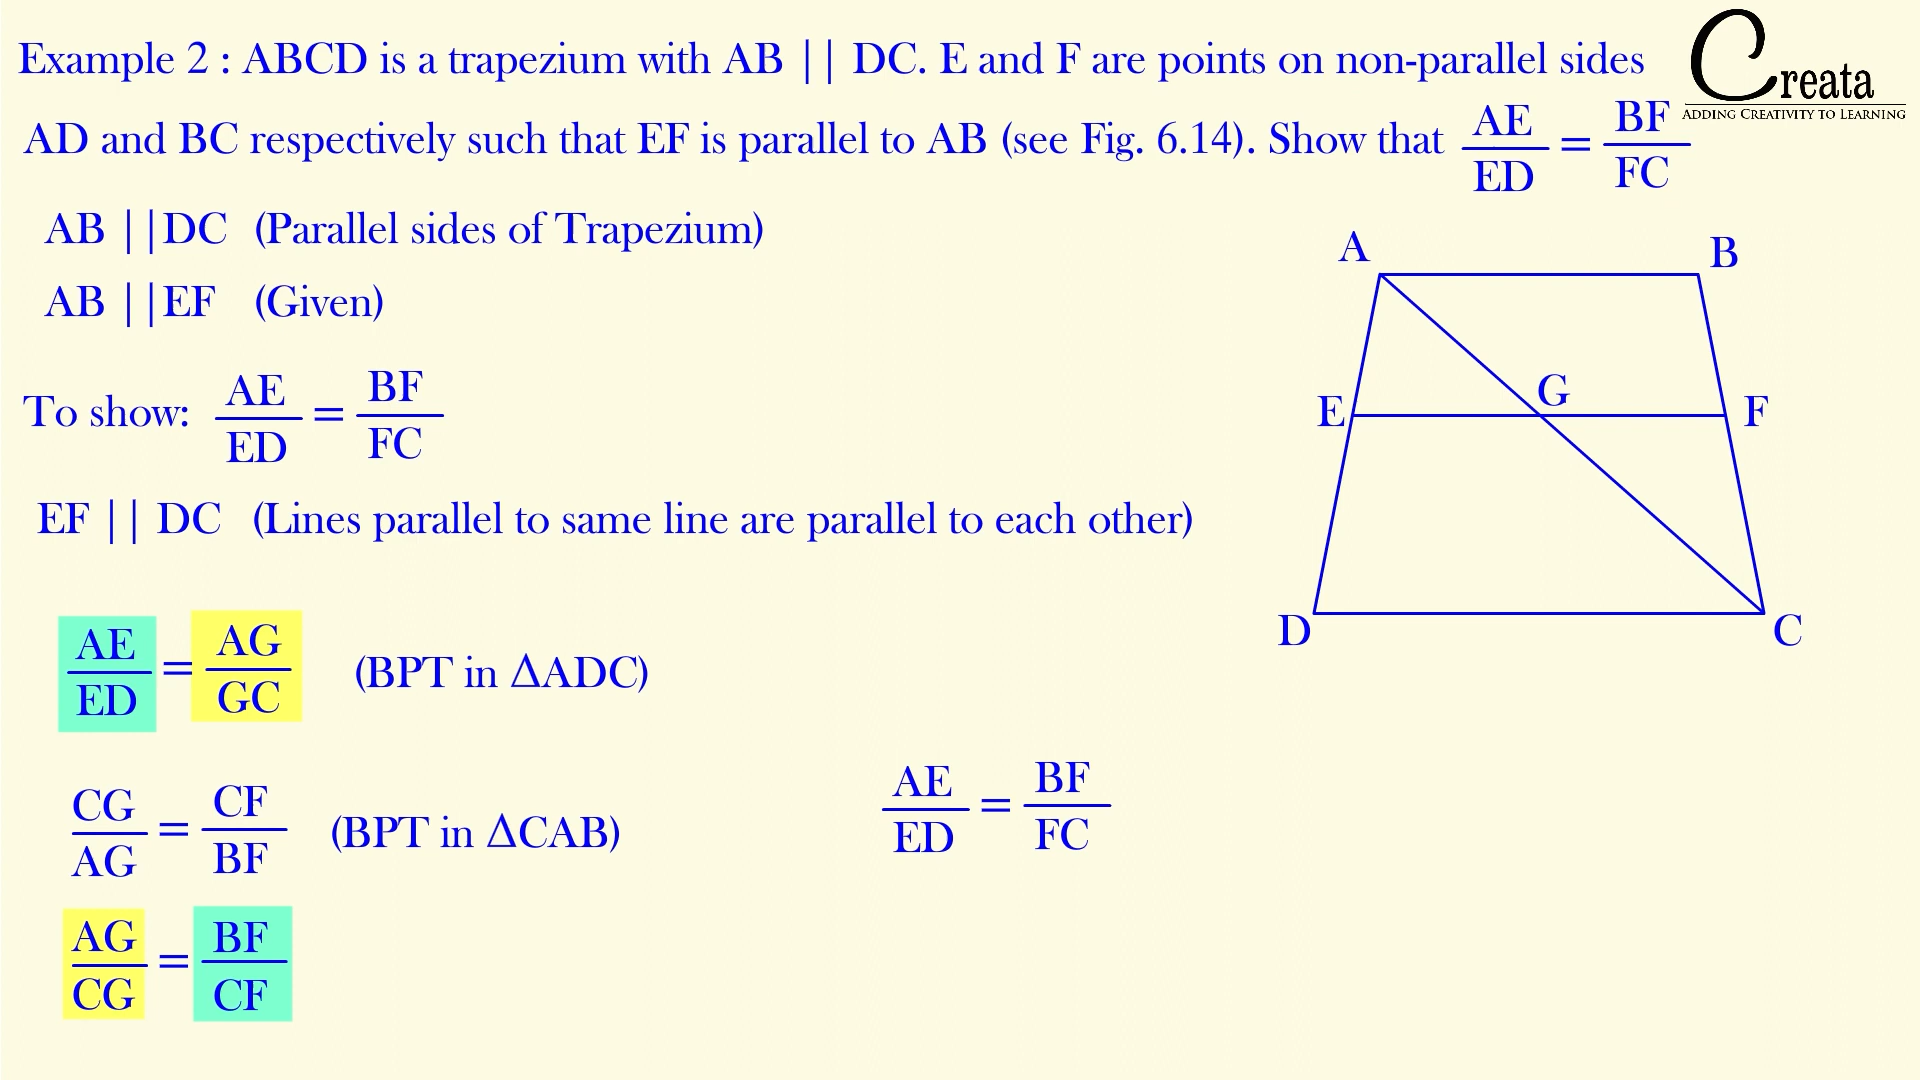 Example 2 : ABCD is a trapezium with AB || DC. E and F are points on non-parallel sides
Creata
ADDING CREATIVITY TO LEARNING
AD and BC respectively such that EF is parallel to AB (see Fig. 6.14). Show that AE/ED = BF/FC
AB ||DC (Parallel sides of Trapezium)
AB ||EF (Given)
To show: AE/ED = BF/FC
EF || DC (Lines parallel to same line are parallel to each other)
AE/ED = AG/GC (BPT in ΔADC)
CG/AG = CF/BF (BPT in ΔCAB)
AG/CG = BF/CF
AE/ED = BF/FC
A
B
G
E
F
D
C